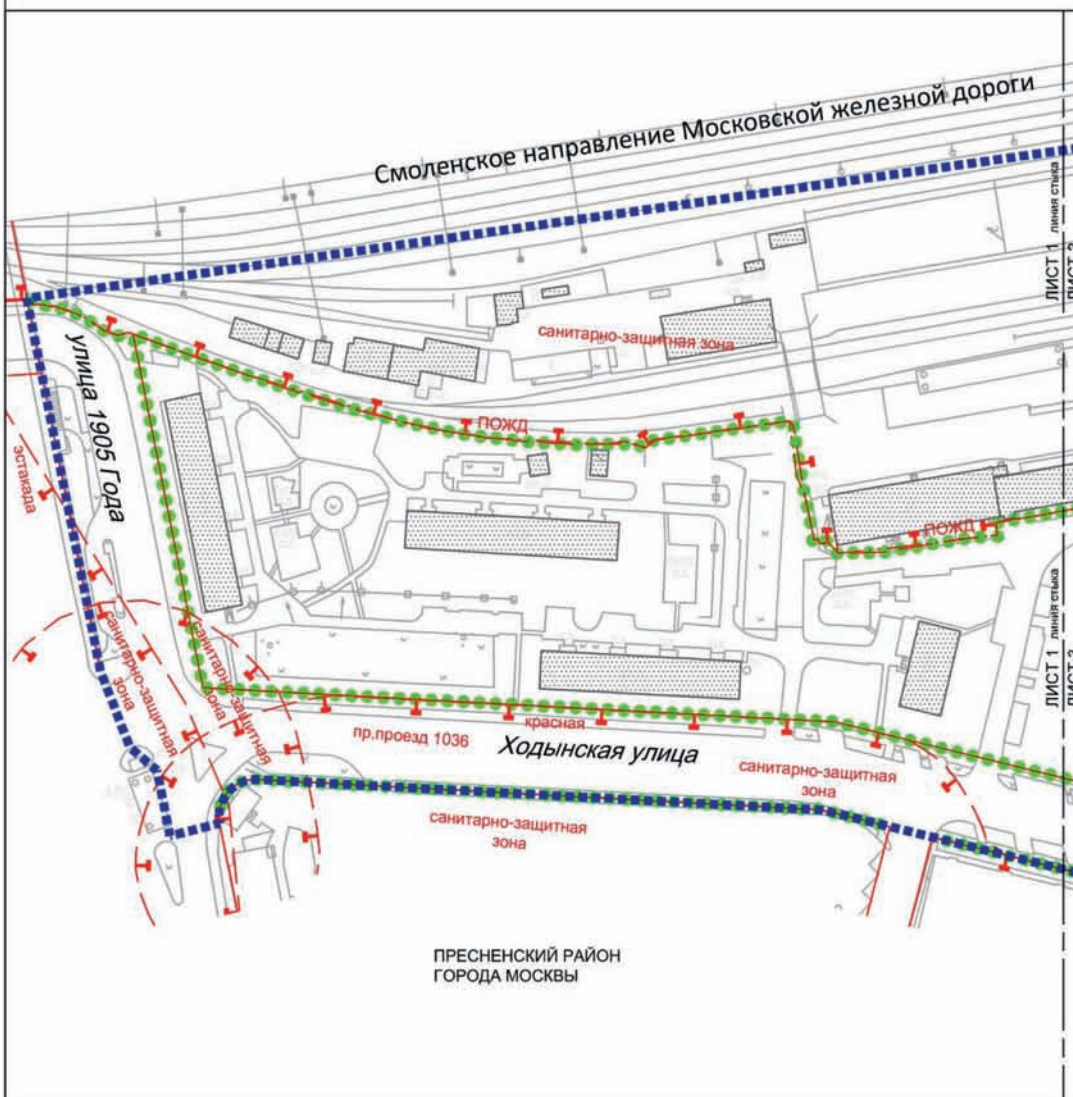 Смоленское направление Московской железной дороги
ЛИСТ 1 линия стыка
санитарно-защитная зона
улица 1905 Года
эстакада
ПОЖД
ПОЖД
ЛИСТ 1 линия стыка
санитарно-защитная
зона
санитарно-защитная
зона
красная
пр.проезд 1036
Ходынская улица
санитарно-защитная
зона
санитарно-защитная
зона
ПРЕСНЕНСКИЙ РАЙОН
ГОРОДА МОСКВЫ